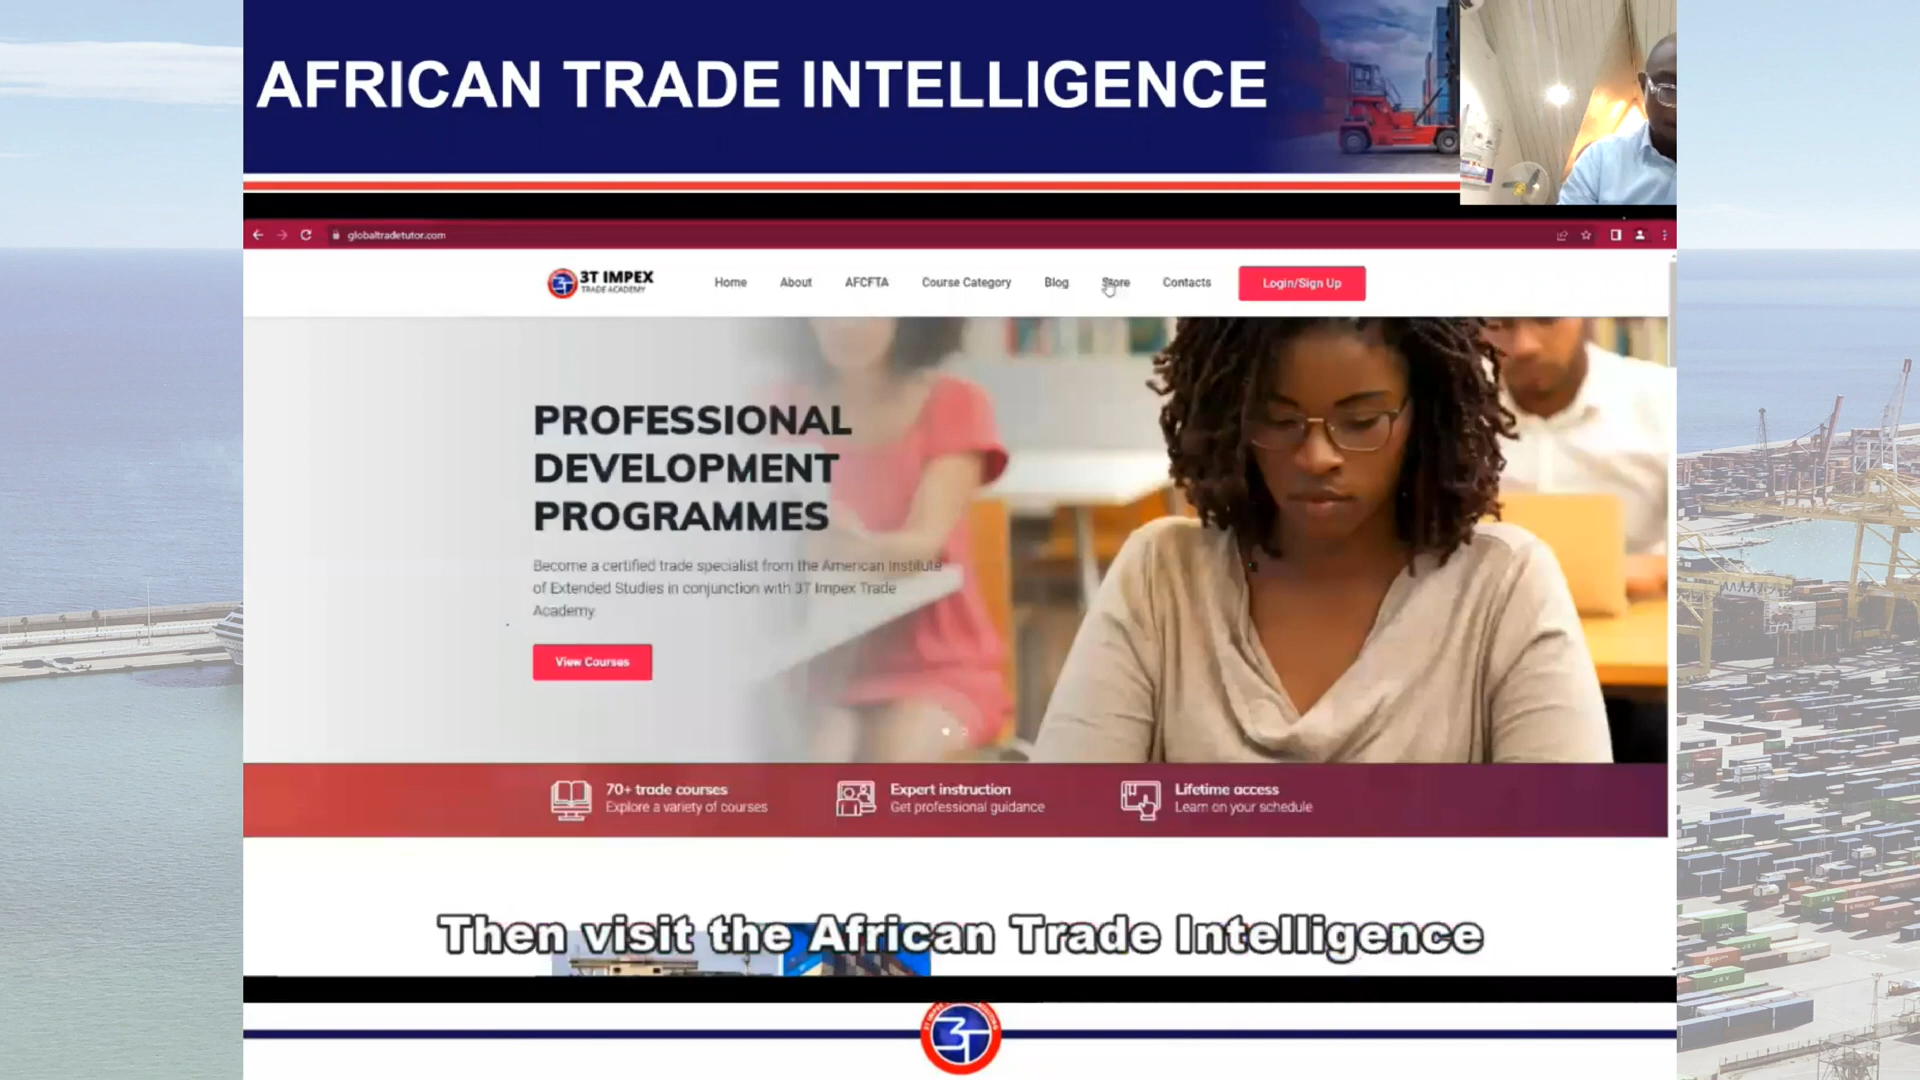 AFRICAN TRADE INTELLIGENCE
globaltradetutor.com
3T IMPEX
TRADE ACADEMY
Home
About
AFCFTA
Course Category
Blog
Store
Contacts
Login/Sign Up
PROFESSIONAL
DEVELOPMENT
PROGRAMMES
Become a certified trade specialist from the American Institute
of Extended Studies in conjunction with 3T Impex Trade
Academy
View Courses
70+ trade courses
Explore a variety of courses
Expert instruction
Get professional guidance
Lifetime access
Learn on your schedule
Then visit the African Trade Intelligence
3T